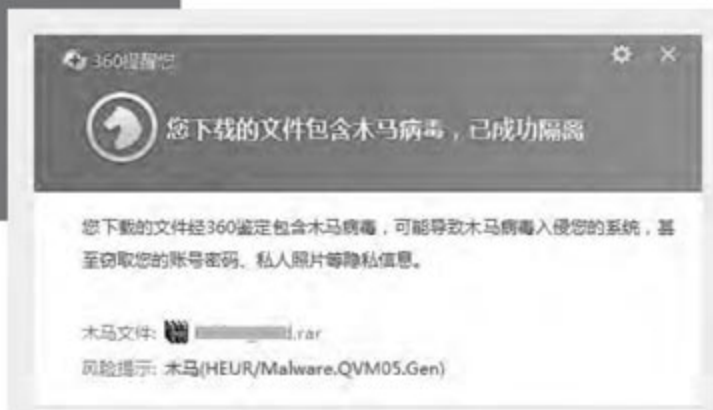 360提醒您
您下载的文件包含木马病毒，已成功隔离
您下载的文件经360鉴定包含木马病毒，可能导致木马病毒入侵您的系统，甚
至窃取您的账号密码、私人照片等隐私信息。
木马文件: d.rar
风险提示: 木马(HEUR/Malware.QVM05.Gen)